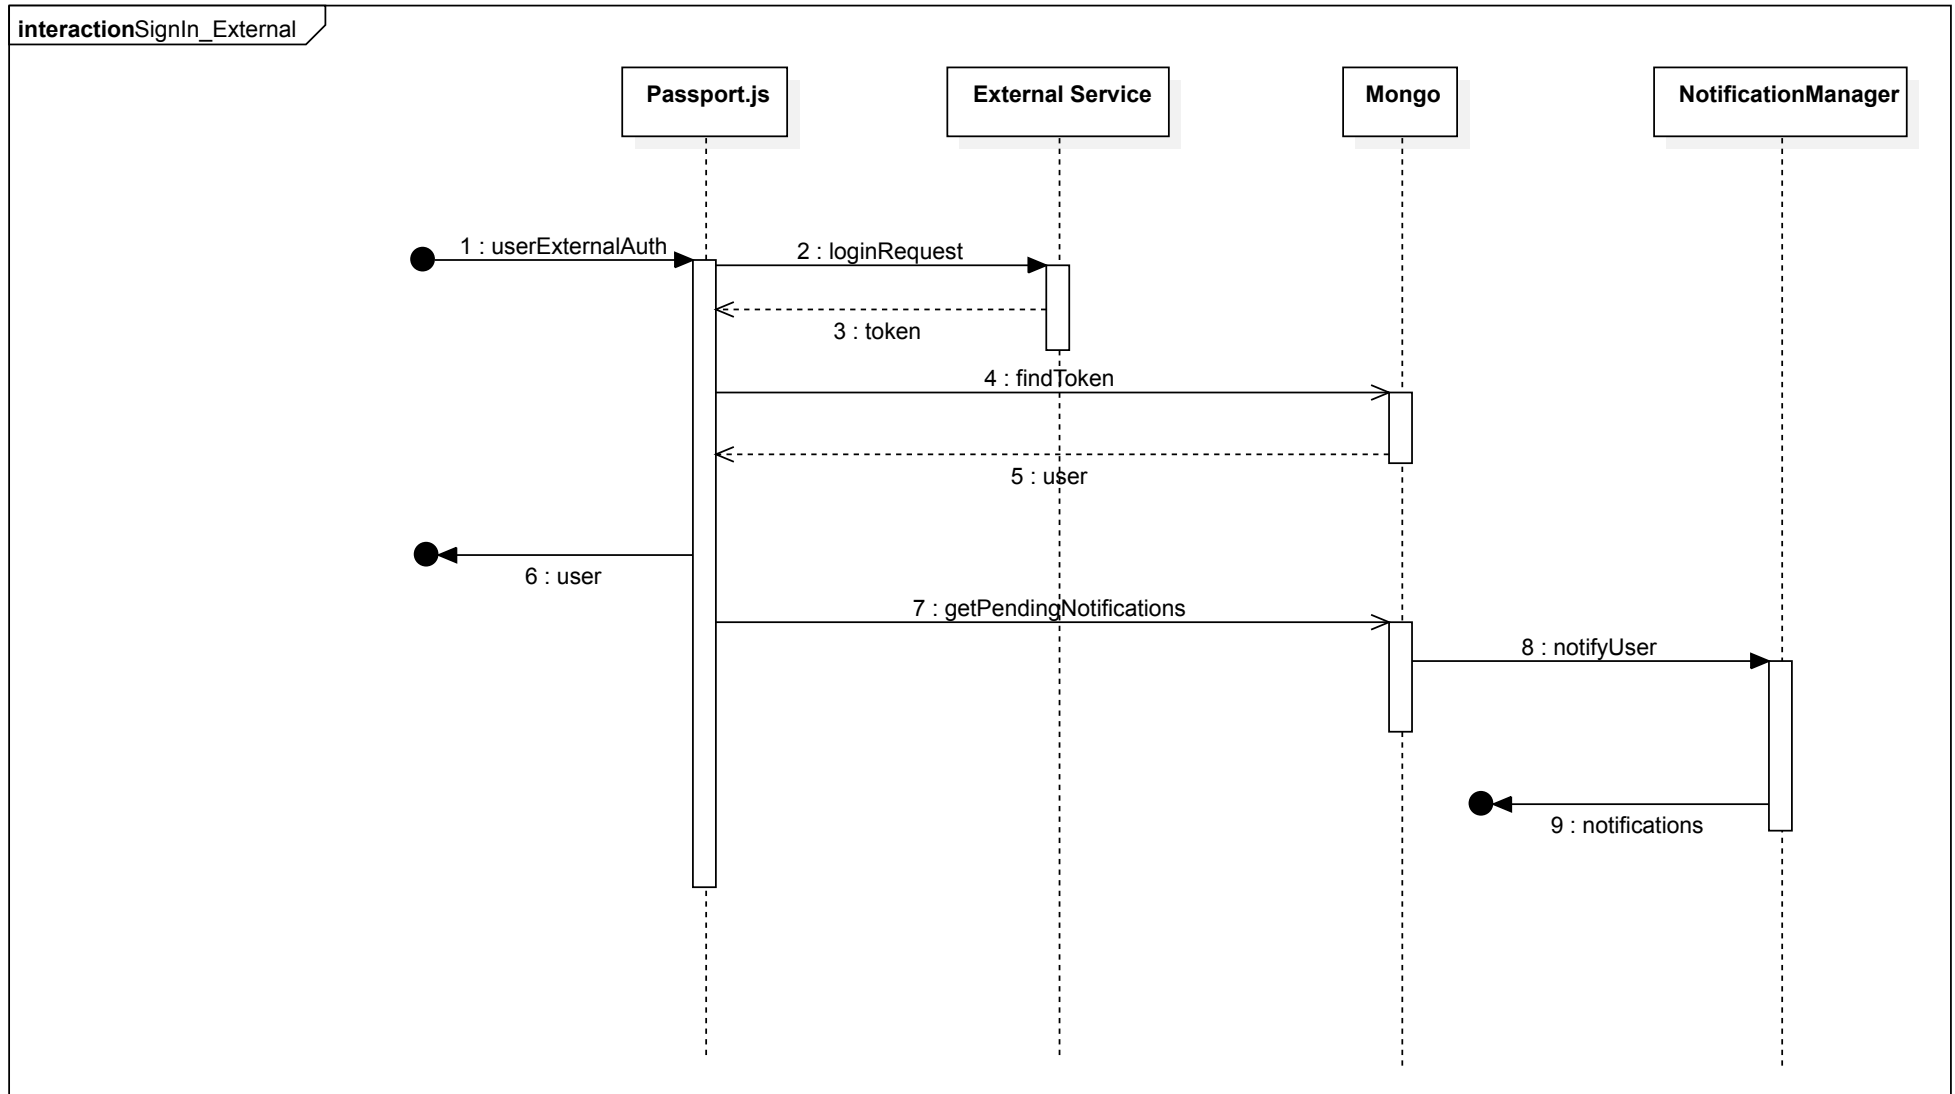 interactionSignIn_External
Passport.js
External Service
Mongo
NotificationManager
1 : userExternalAuth
2 : loginRequest
3 : token
4 : findToken
5 : user
6 : user
7 : getPendingNotifications
8 : notifyUser
9 : notifications